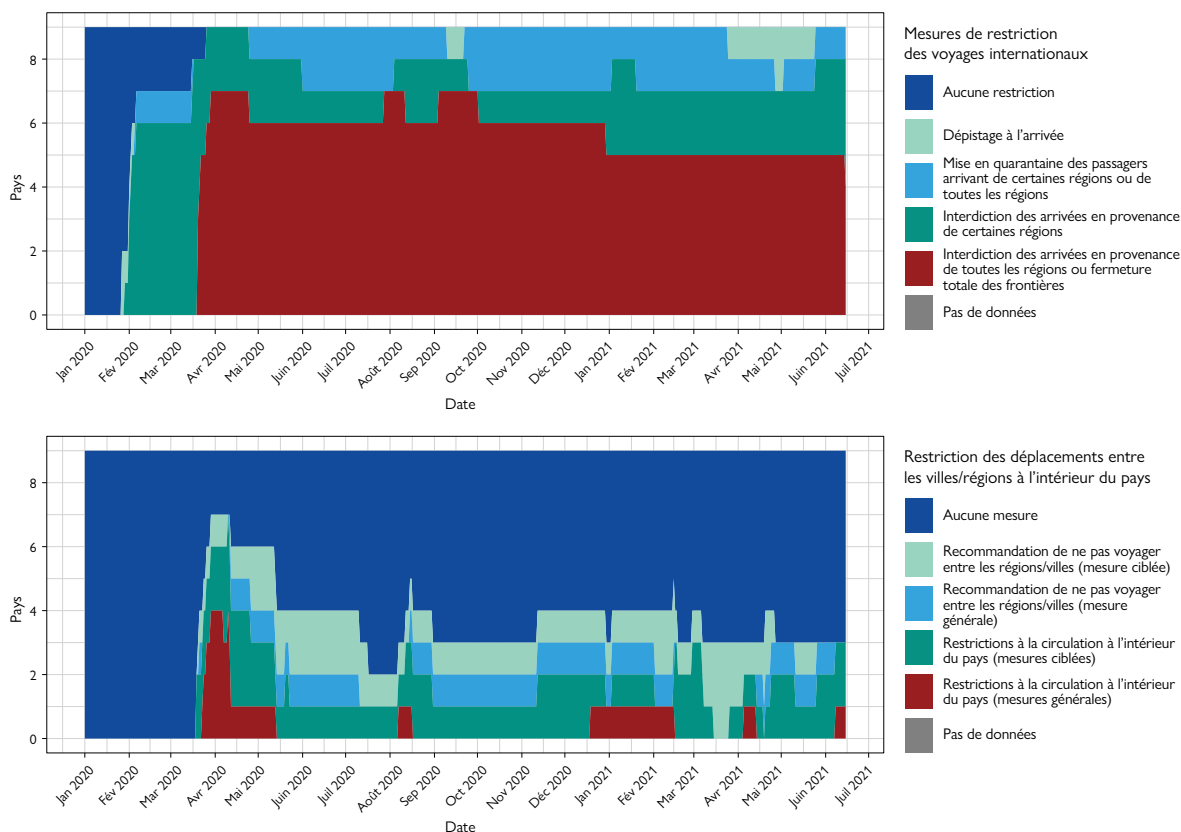 Mesures de restriction
des voyages internationaux
Aucune restriction
Dépistage à l’arrivée
Mise en quarantaine des passagers
arrivant de certaines régions ou de
toutes les régions
Interdiction des arrivées en provenance
de certaines régions
Interdiction des arrivées en provenance
de toutes les régions ou fermeture
totale des frontières
Pas de données
Pays
8
6
4
2
0
Jan 2020
Fév 2020
Mar 2020
Avr 2020
Mai 2020
Juin 2020
Juil 2020
Août 2020
Sep 2020
Oct 2020
Nov 2020
Déc 2020
Jan 2021
Fév 2021
Mar 2021
Avr 2021
Mai 2021
Juin 2021
Juil 2021
Date
Restriction des déplacements entre
les villes/régions à l’intérieur du pays
Aucune mesure
Recommandation de ne pas voyager
entre les régions/villes (mesure ciblée)
Recommandation de ne pas voyager
entre les régions/villes (mesure
générale)
Restrictions à la circulation à l’intérieur
du pays (mesures ciblées)
Restrictions à la circulation à l’intérieur
du pays (mesures générales)
Pas de données
Pays
8
6
4
2
0
Jan 2020
Fév 2020
Mar 2020
Avr 2020
Mai 2020
Juin 2020
Juil 2020
Août 2020
Sep 2020
Oct 2020
Nov 2020
Déc 2020
Jan 2021
Fév 2021
Mar 2021
Avr 2021
Mai 2021
Juin 2021
Juil 2021
Date